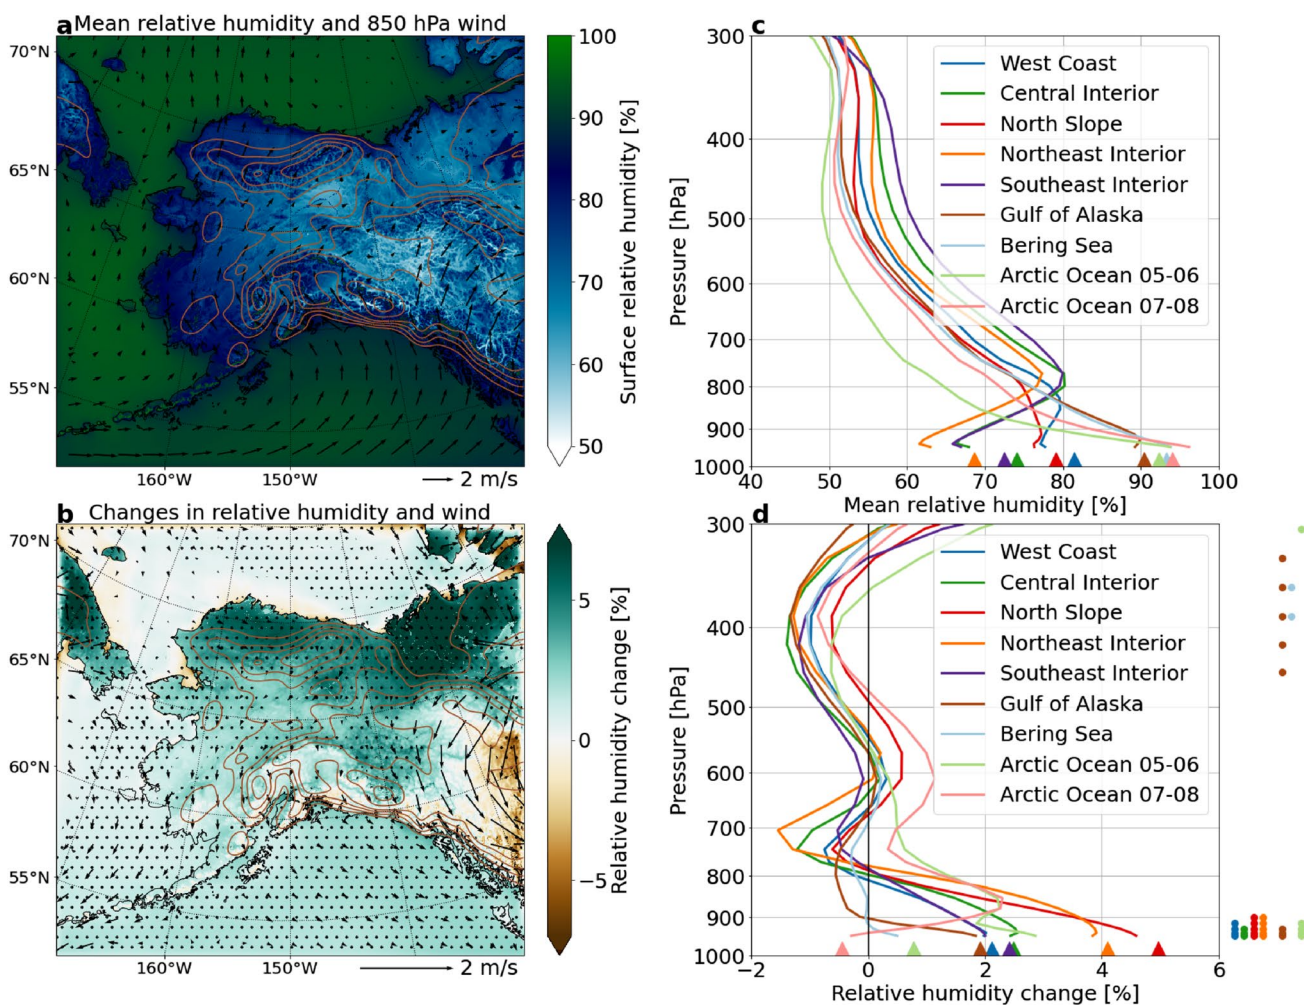 a Mean relative humidity and 850 hPa wind
70°N
65°N
60°N
55°N
160°W
150°W
2 m/s
100
90
80
70
60
50
Surface relative humidity [%]
c
300
400
500
600
700
800
900
1000
Pressure [hPa]
West Coast
Central Interior
North Slope
Northeast Interior
Southeast Interior
Gulf of Alaska
Bering Sea
Arctic Ocean 05-06
Arctic Ocean 07-08
40
50
60
70
80
90
100
Mean relative humidity [%]
b Changes in relative humidity and wind
70°N
65°N
60°N
55°N
160°W
150°W
2 m/s
5
0
−5
Relative humidity change [%]
d
300
400
500
600
700
800
900
1000
Pressure [hPa]
West Coast
Central Interior
North Slope
Northeast Interior
Southeast Interior
Gulf of Alaska
Bering Sea
Arctic Ocean 05-06
Arctic Ocean 07-08
−2
0
2
4
6
Relative humidity change [%]